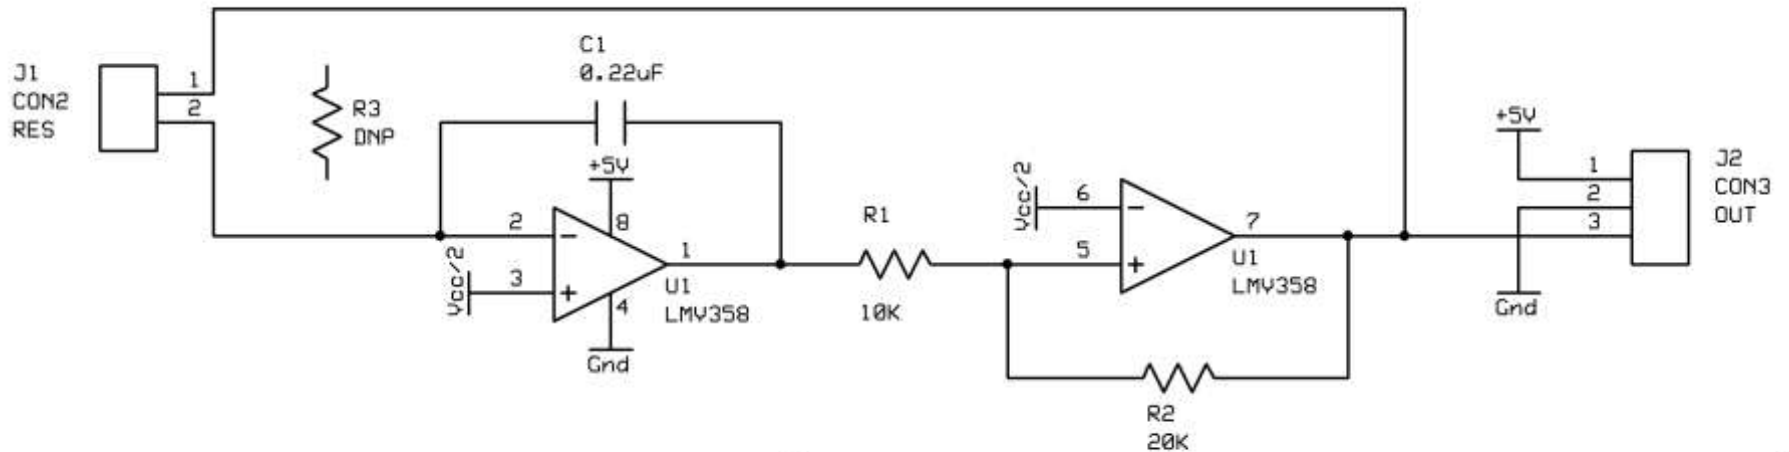 J1
CON2
RES
1
2
R3
DNP
C1
0.22uF
+5V
8
2
Vcc/2
3
4
1
U1
LMV358
Gnd
R1
10K
Vcc/2
6
5
7
U1
LMV358
R2
20K
+5V
1
2
3
Gnd
J2
CON3
OUT